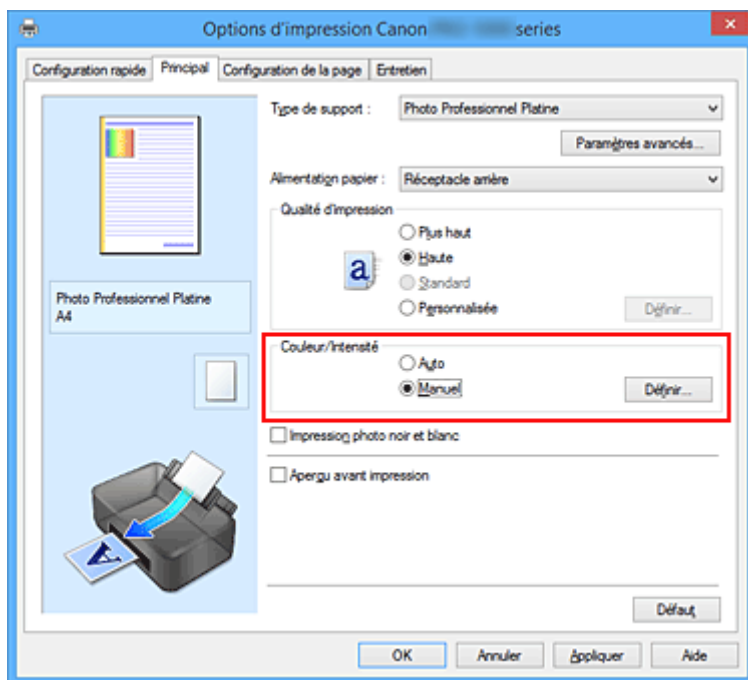 Options d'impression Canon series
Configuration rapide Principal Configuration de la page Entretien
Type de support : Photo Professionnel Platine
Paramètres avancés...
Alimentation papier : Réceptacle arrière
Qualité d'impression
Plus haut
Haute
Standard
Personnalisée Définir...
a
Photo Professionnel Platine
A4
Couleur/Intensité
Auto
Manuel Définir...
Impression photo noir et blanc
Aperçu avant impression
A
Défaut
OK Annuler Appliquer Aide